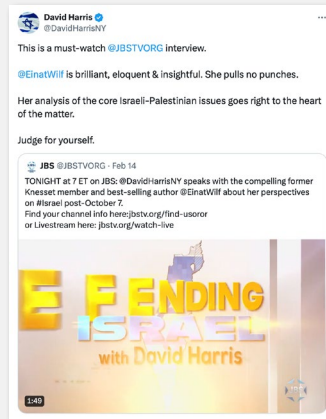 David Harris
@DavidHarrisNY
This is a must-watch @JBSTVORG interview.
@EinatWilf is brilliant, eloquent & insightful. She pulls no punches.
Her analysis of the core Israeli-Palestinian issues goes right to the heart
of the matter.
Judge for yourself.
JBS @JBSTVORG · Feb 14
TONIGHT at 7 ET on JBS: @DavidHarrisNY speaks with the compelling former
Knesset member and best-selling author @EinatWilf about her perspectives
on #Israel post-October 7.
Find your channel info here:jbstv.org/find-usoror
or Livestream here: jbstv.org/watch-live
E F ENDING
ISRAEL
with David Harris
1:49